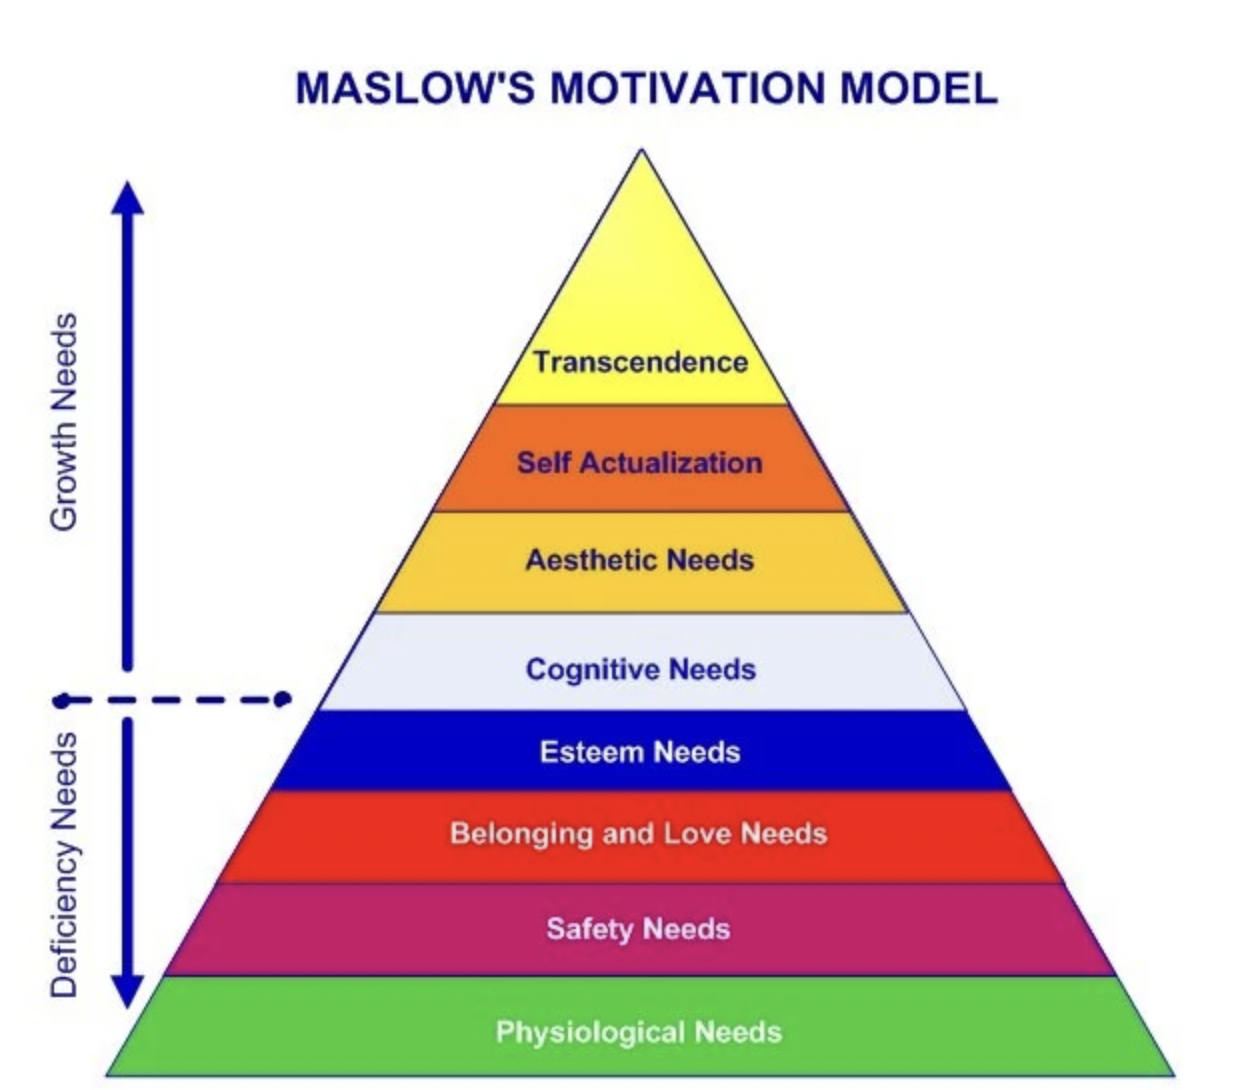 MASLOW'S MOTIVATION MODEL
Growth Needs
Deficiency Needs
Transcendence
Self Actualization
Aesthetic Needs
Cognitive Needs
Esteem Needs
Belonging and Love Needs
Safety Needs
Physiological Needs